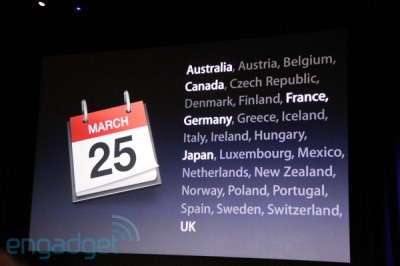 MARCH
25
Australia, Austria, Belgium,
Canada, Czech Republic,
Denmark, Finland, France,
Germany, Greece, Iceland,
Italy, Ireland, Hungary,
Japan, Luxembourg, Mexico,
Netherlands, New Zealand,
Norway, Poland, Portugal,
Spain, Sweden, Switzerland,
UK
engadget